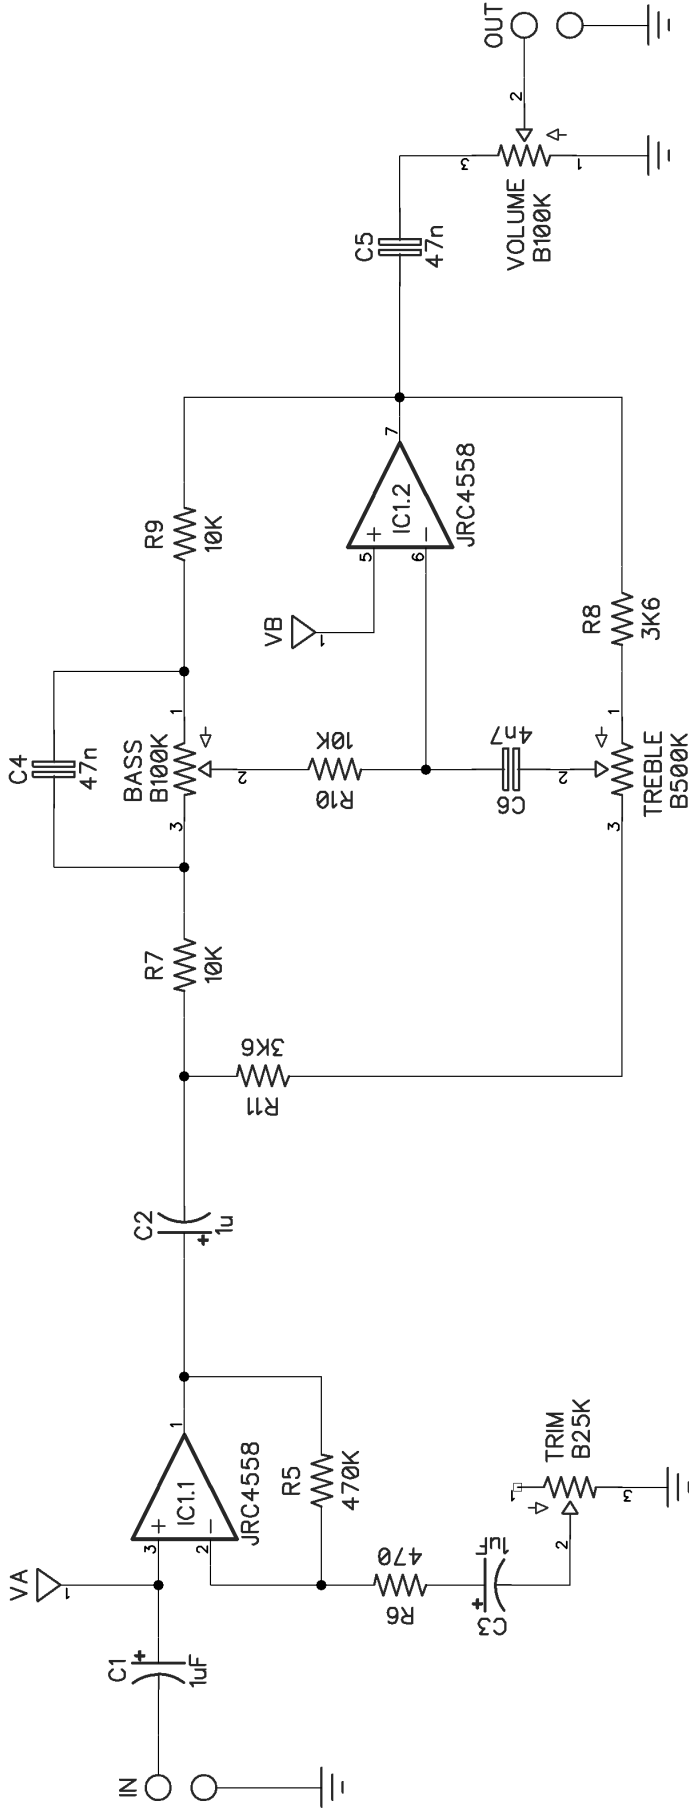 IN
C1
+
1uF
VA
1
3
+
2
-
IC1.1
JRC4558
1
R5
470K
R6
470
C3
+
1uF
TRIM
B25K
1
2
3
C2
+
1u
R11
3K6
R7
10K
C4
47n
BASS
B100K
3
2
1
R10
10K
C6
4n7
TREBLE
B500K
3
2
1
R8
3K6
R9
10K
VB
1
5
+
6
-
IC1.2
JRC4558
7
C5
47n
VOLUME
B100K
3
2
1
OUT